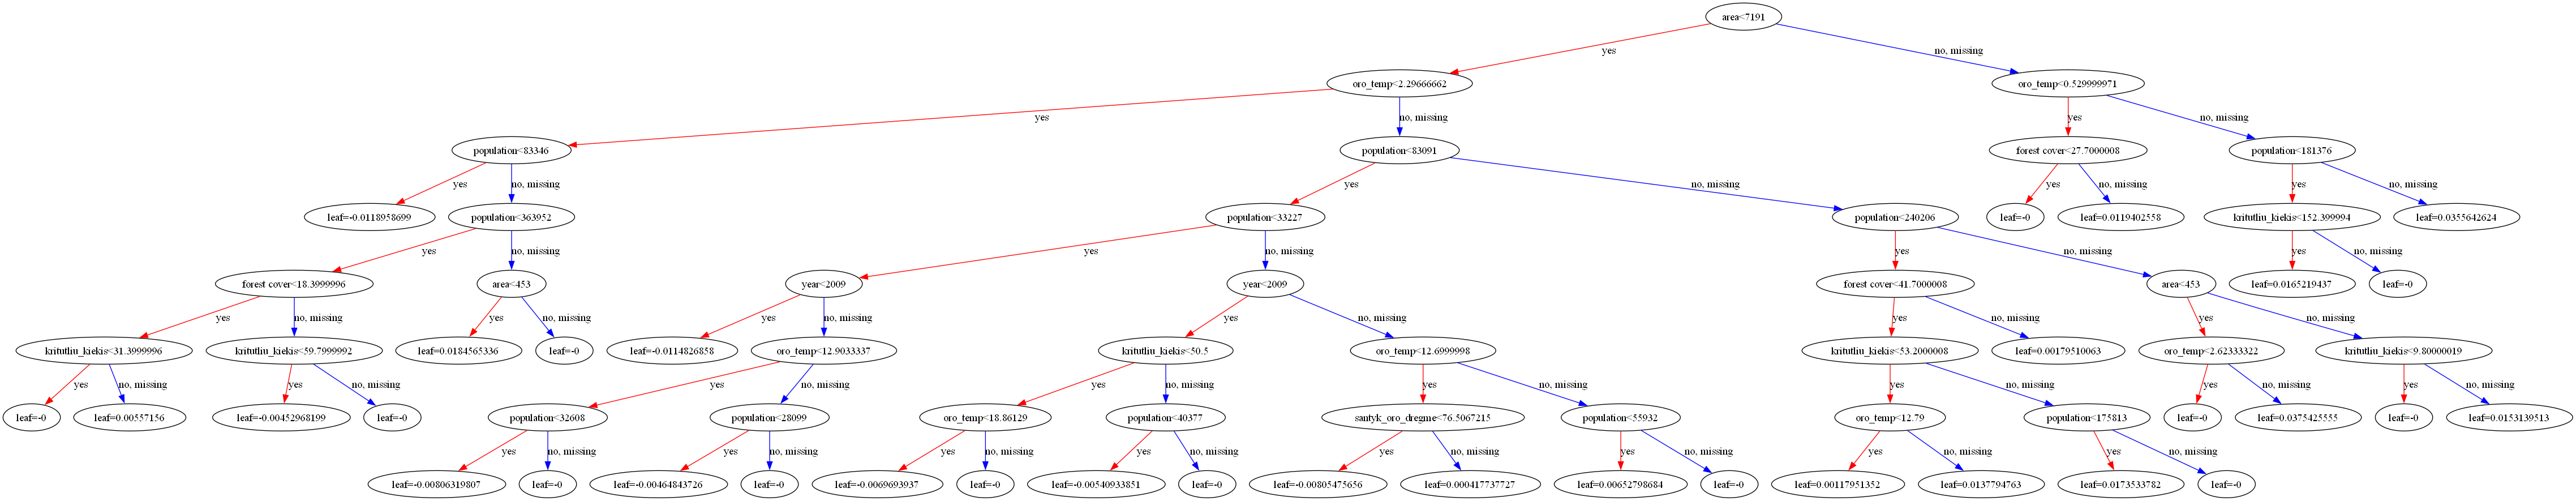 area<7191
yes
no, missing
oro_temp<2.29666662
oro_temp<0.529999971
yes
no, missing
yes
no, missing
population<83346
population<83091
forest cover<27.7000008
population<181376
yes
no, missing
yes
no, missing
yes
no, missing
yes
no, missing
leaf=-0.0118958699
population<363952
population<33227
population<240206
leaf=-0
leaf=0.0119402558
kritutliu_kiekis<152.399994
leaf=0.0355642624
yes
no, missing
yes
no, missing
yes
no, missing
yes
no, missing
forest cover<18.3999996
area<453
year<2009
year<2009
forest cover<41.7000008
area<453
leaf=0.0165219437
leaf=-0
yes
no, missing
yes
no, missing
yes
no, missing
yes
no, missing
yes
no, missing
yes
no, missing
kritutliu_kiekis<31.3999996
kritutliu_kiekis<59.7999992
leaf=0.0184565336
leaf=-0
leaf=-0.0114826858
oro_temp<12.9033337
kritutliu_kiekis<50.5
oro_temp<12.6999998
kritutliu_kiekis<53.2000008
leaf=0.00179510063
oro_temp<2.62333322
kritutliu_kiekis<9.80000019
yes
no, missing
yes
no, missing
yes
no, missing
yes
no, missing
yes
no, missing
yes
no, missing
yes
no, missing
yes
no, missing
leaf=-0
leaf=0.00557156
leaf=-0.00452968199
leaf=-0
population<32608
population<28099
oro_temp<18.86129
population<40377
santyk_oro_dregme<76.5067215
population<55932
oro_temp<12.79
population<175813
leaf=-0
leaf=0.0375425555
leaf=-0
leaf=0.0153139513
yes
no, missing
yes
no, missing
yes
no, missing
yes
no, missing
yes
no, missing
yes
no, missing
yes
no, missing
yes
no, missing
leaf=-0.00806319807
leaf=-0
leaf=-0.00464843726
leaf=-0
leaf=-0.0069693937
leaf=-0
leaf=-0.00540933851
leaf=-0
leaf=-0.00805475656
leaf=0.000417737727
leaf=0.00652798684
leaf=-0
leaf=0.00117951352
leaf=0.0137794763
leaf=0.0173533782
leaf=-0